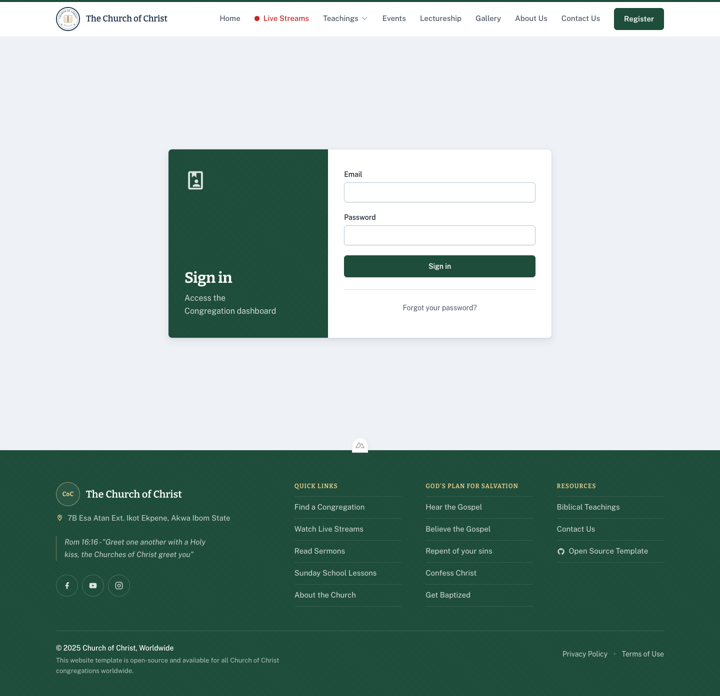 The Church of Christ
Home
Live Streams
Teachings
Events
Lectureship
Gallery
About Us
Contact Us
Register
Sign in
Access the
Congregation dashboard
Email
Password
Sign in
Forgot your password?
CoC
The Church of Christ
7B Esa Atan Ext. Ikot Ekpene, Akwa Ibom State
Rom 16:16 - "Greet one another with a Holy
kiss, the Churches of Christ greet you"
QUICK LINKS
Find a Congregation
Watch Live Streams
Read Sermons
Sunday School Lessons
About the Church
GOD'S PLAN FOR SALVATION
Hear the Gospel
Believe the Gospel
Repent of your sins
Confess Christ
Get Baptized
RESOURCES
Biblical Teachings
Contact Us
Open Source Template
© 2025 Church of Christ, Worldwide
This website template is open-source and available for all Church of Christ
congregations worldwide.
Privacy Policy · Terms of Use